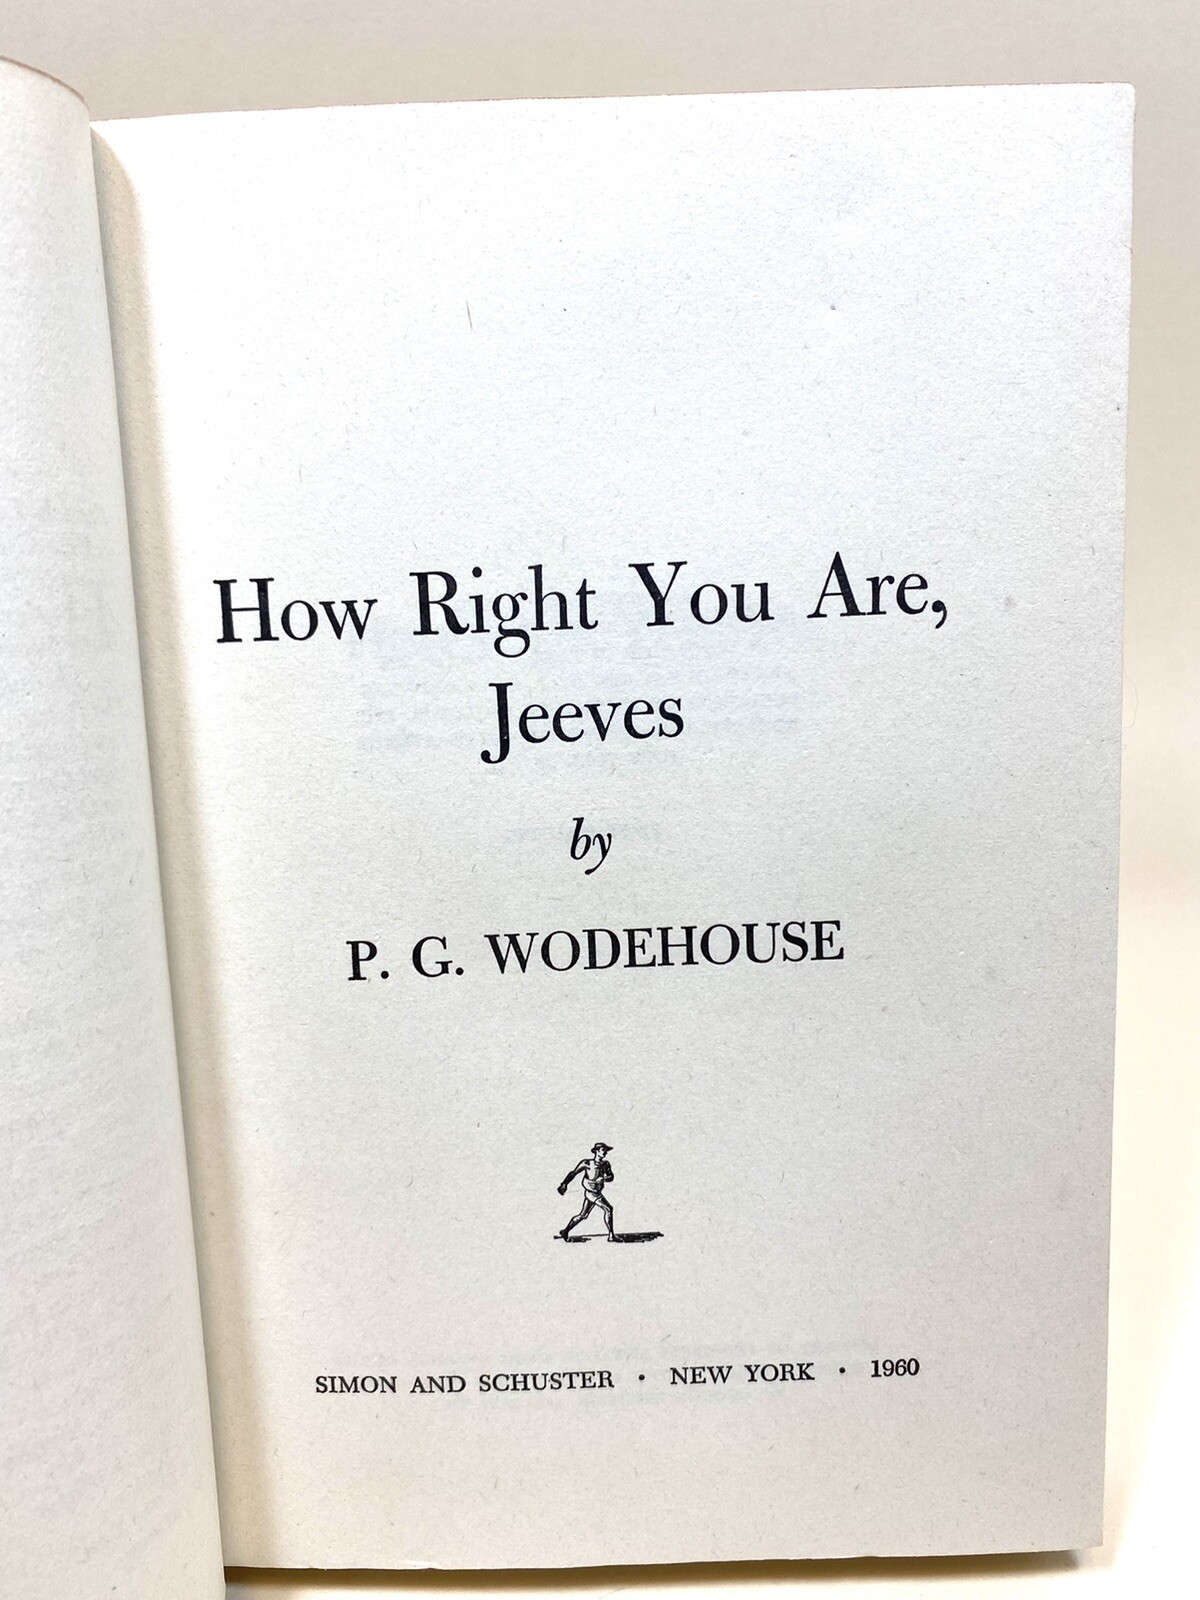 How Right You Are,
Jeeves
by
P. G. WODEHOUSE
SIMON AND SCHUSTER · NEW YORK · 1960